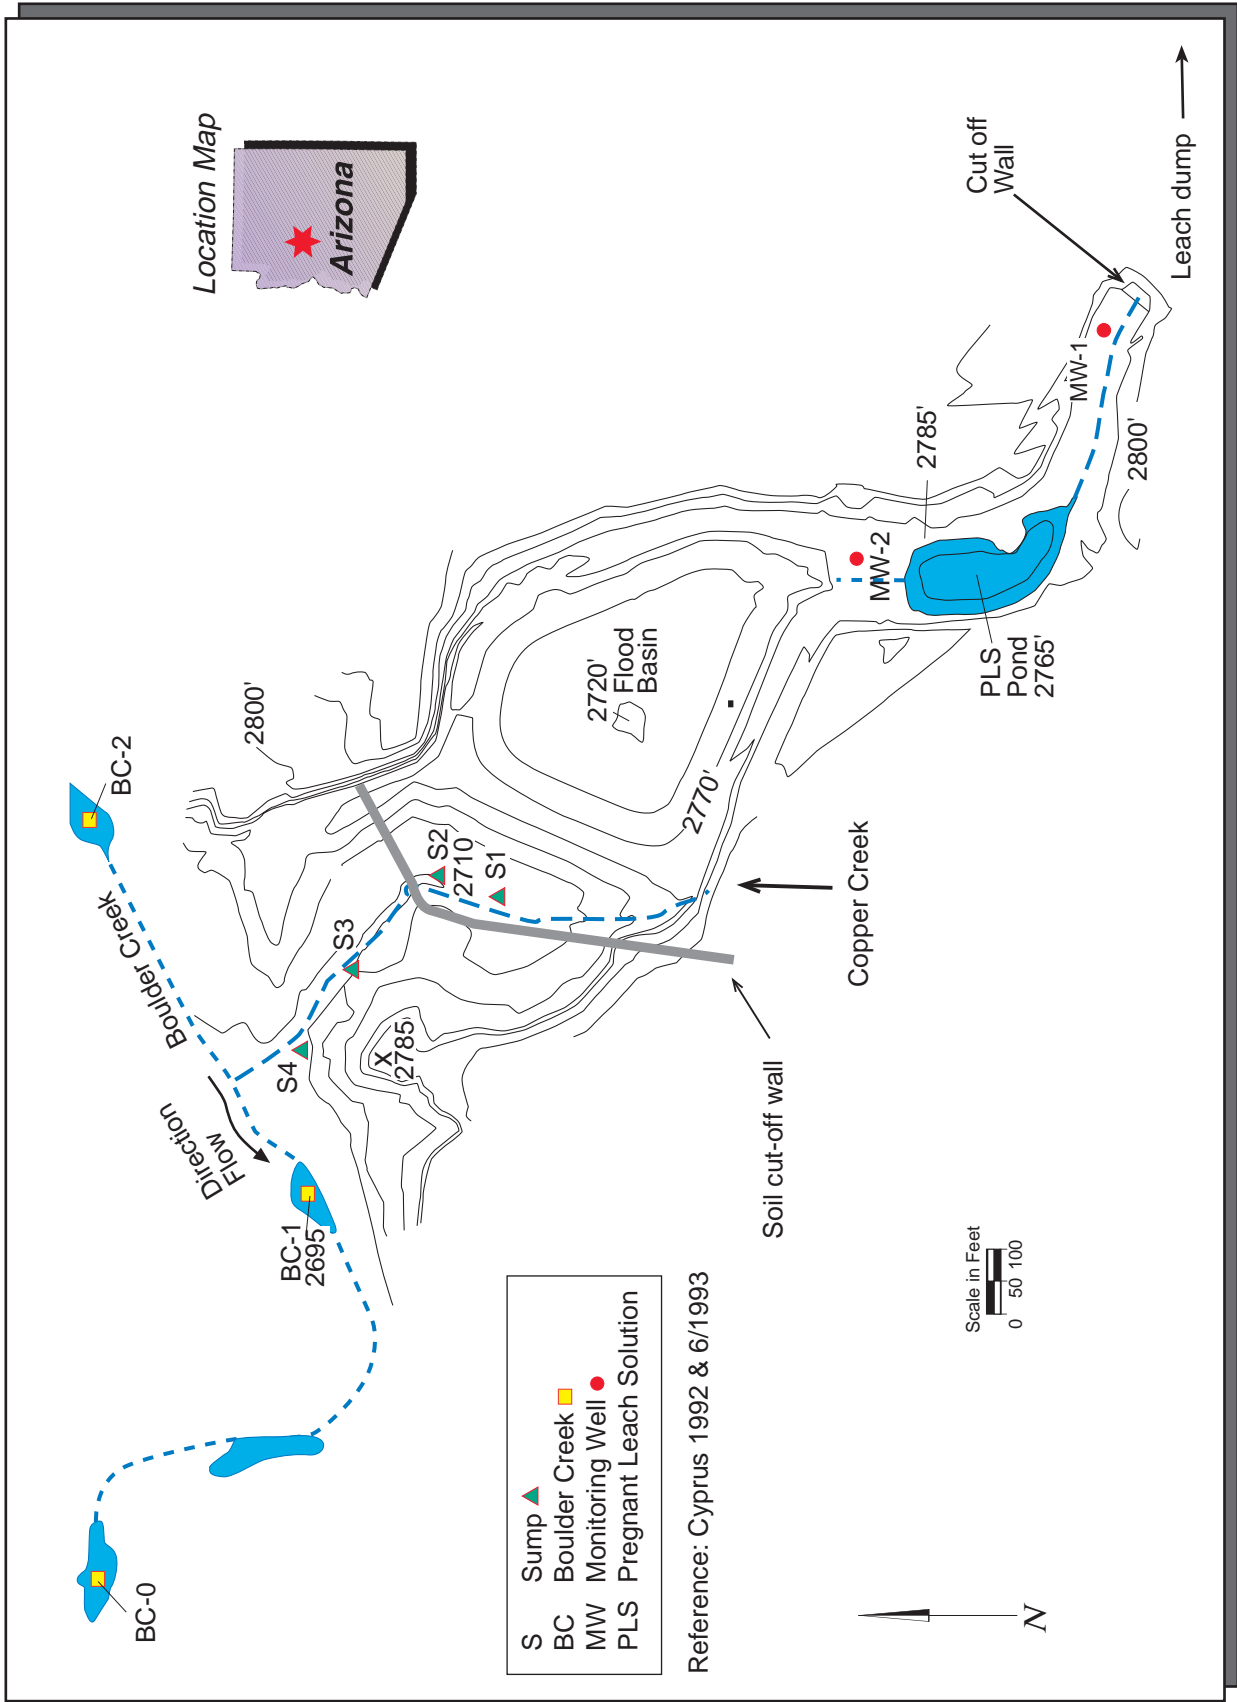 Location Map
Arizona
Cut off
Wall
Leach dump
BC-2
2800'
Boulder Creek
2720'
Flood
Basin
MW-1
2785'
2800'
MW-2
PLS
Pond
2765'
2770'
S2
2710
S1
S3
S4
X
2785'
Direction
Flow
Copper Creek
Soil cut-off wall
BC-1
2695
BC-0
S Sump
BC Boulder Creek
MW Monitoring Well
PLS Pregnant Leach Solution
Reference: Cyprus 1992 & 6/1993
Scale in Feet
0 50 100
N